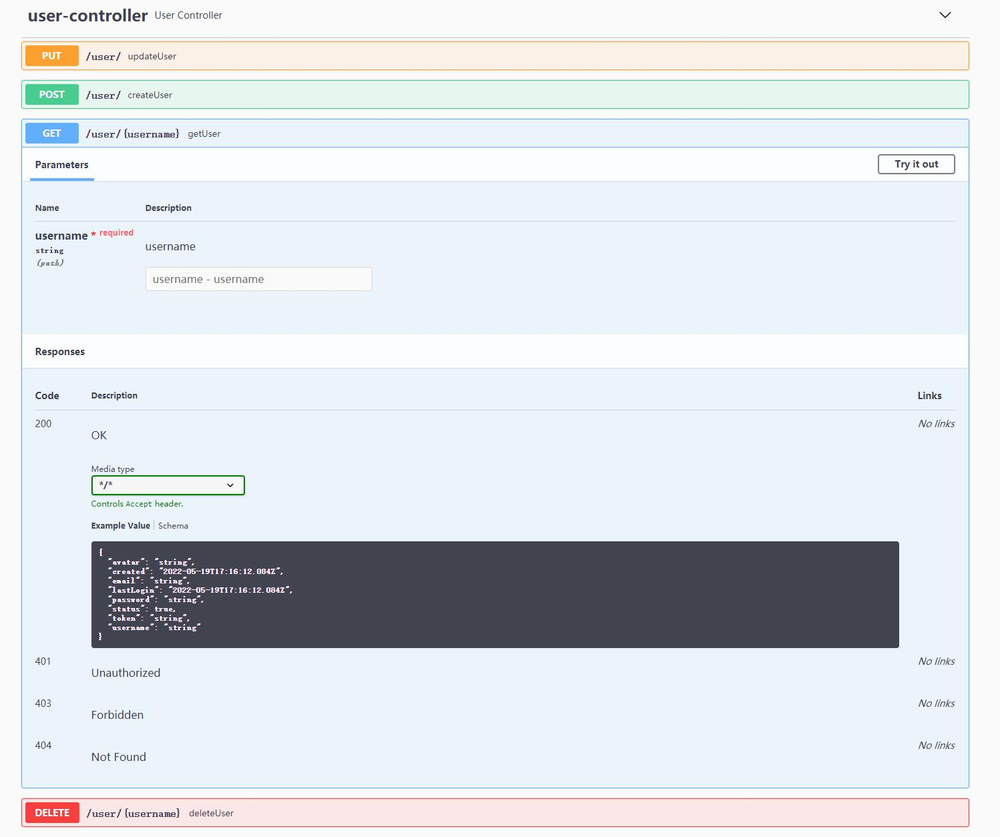 user-controller User Controller
PUT /user/ updateUser
POST /user/ createUser
GET /user/{username} getUser
Parameters Try it out
Name Description
username * required
string
(path)
username
username - username
Responses
Code Description Links
200 No links
OK
Media type
*/*
Controls Accept header.
Example Value Schema
{
  "avatar": "string",
  "created": "2022-05-19T17:16:12.084Z",
  "email": "string",
  "lastLogin": "2022-05-19T17:16:12.084Z",
  "password": "string",
  "status": true,
  "token": "string",
  "username": "string"
}
401 No links
Unauthorized
403 No links
Forbidden
404 No links
Not Found
DELETE /user/{username} deleteUser